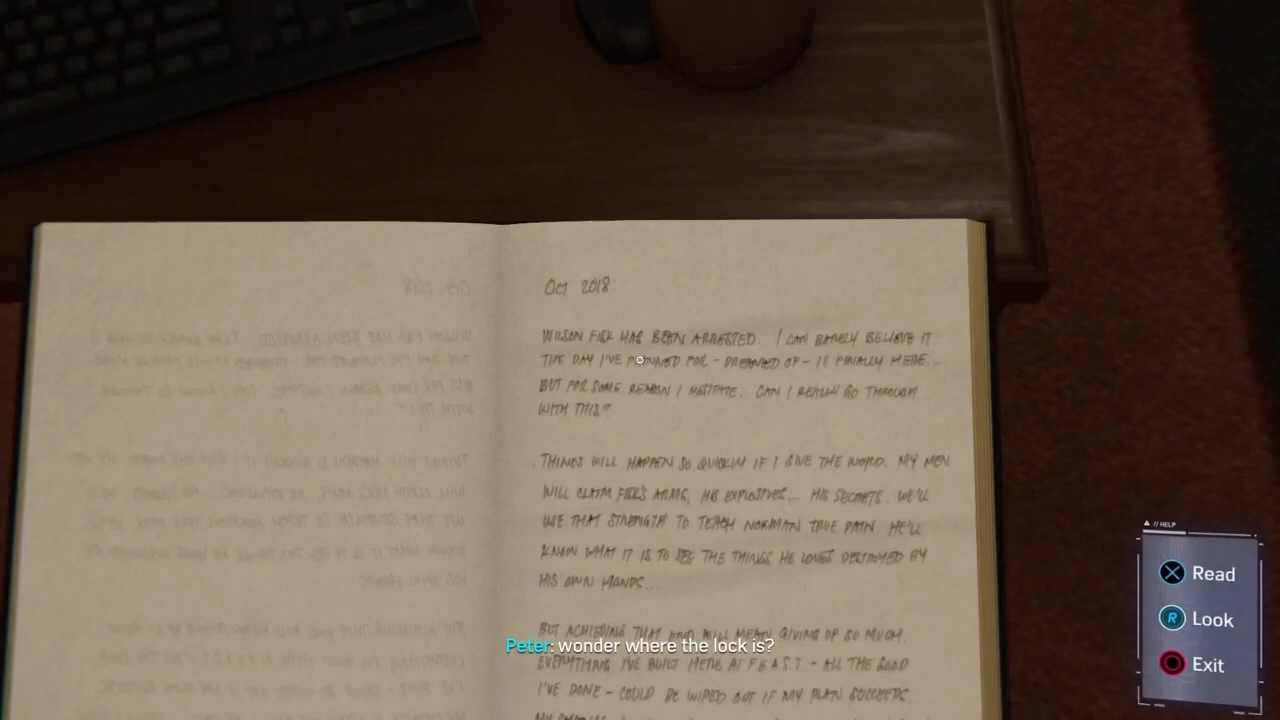 Oct 2018
WILSON FISK HAS BEEN ARRESTED. I CAN BARELY BELIEVE IT
THE DAY I'VE PLANNED FOR - DREAMED OF - IS FINALLY HERE...
BUT FOR SOME REASON I HESITATE. CAN I REALLY GO THROUGH
WITH THIS?
THINGS WILL HAPPEN SO QUICKLY IF I GIVE THE WORD. MY MEN
WILL CLAIM FISK'S ARMS, HIS EXPLOSIVES... HIS SECRETS. WE'LL
USE THAT STRENGTH TO TEACH NORMAN TRUE PAIN. HE'LL
KNOW WHAT IT IS TO SEE THE THINGS HE LOVES DESTROYED BY
HIS OWN HANDS...
BUT ACHIEVING THAT END WILL MEAN GIVING UP SO MUCH.
Peter: wonder where the lock is?
EVERYTHING I'VE BUILT HERE AT F.E.A.S.T - ALL THE GOOD
I'VE DONE - COULD BE WIPED OUT IF MY PLAN SUCCEEDS.
// HELP
Read
R Look
Exit